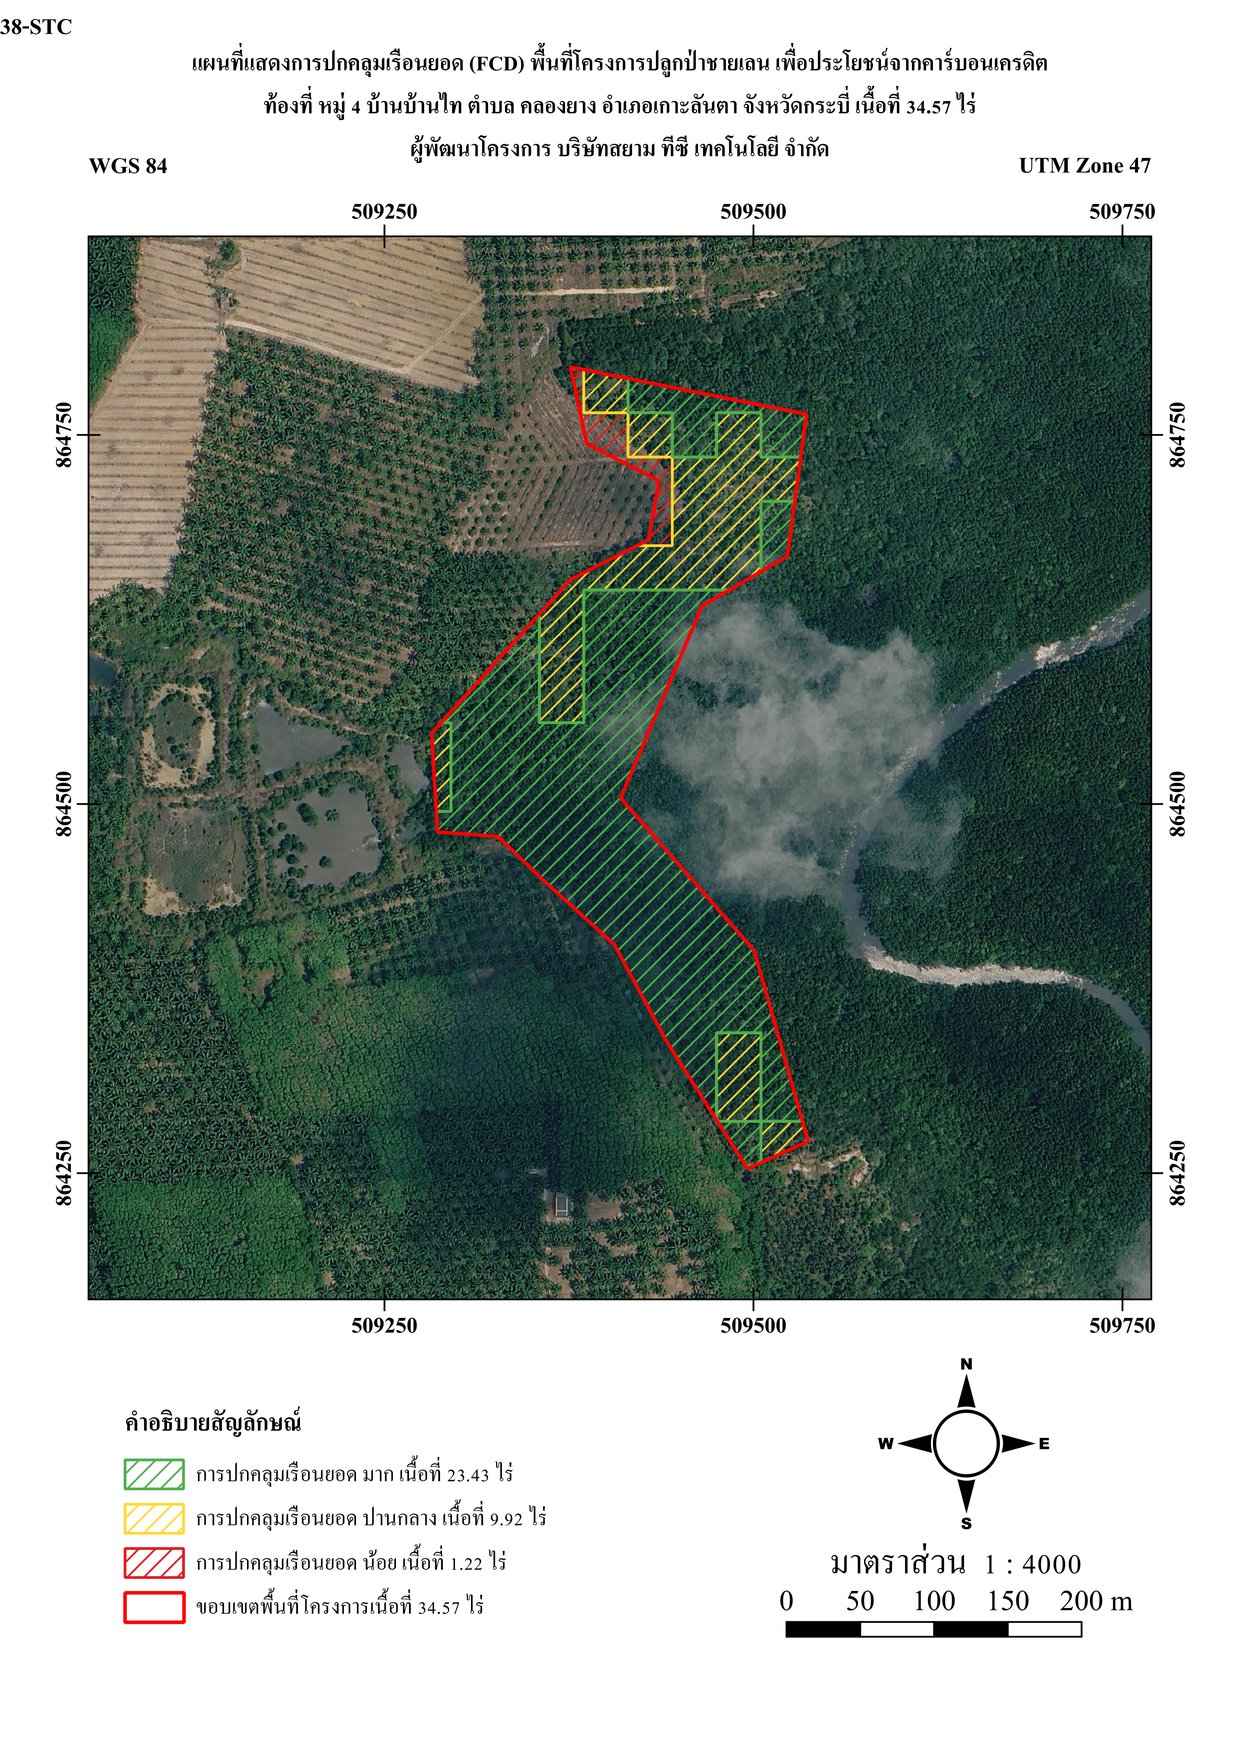 38-STC
แผนที่แสดงการปกคลุมเรือนยอด (FCD) พื้นที่โครงการปลูกป่าชายเลน เพื่อประโยชน์จากคาร์บอนเครดิต
ท้องที่ หมู่ 4 บ้านบ้านไท ตำบล คลองยาง อำเภอเกาะลันตา จังหวัดกระบี่ เนื้อที่ 34.57 ไร่
ผู้พัฒนาโครงการ บริษัทสยาม ทีซี เทคโนโลยี จำกัด
WGS 84 UTM Zone 47
509250 509500 509750
864750 864750
864500 864500
864250 864250
509250 509500 509750
คำอธิบายสัญลักษณ์
การปกคลุมเรือนยอด มาก เนื้อที่ 23.43 ไร่
การปกคลุมเรือนยอด ปานกลาง เนื้อที่ 9.92 ไร่
การปกคลุมเรือนยอด น้อย เนื้อที่ 1.22 ไร่
ขอบเขตพื้นที่โครงการเนื้อที่ 34.57 ไร่
N
W E
S
มาตราส่วน 1 : 4000
0 50 100 150 200 m